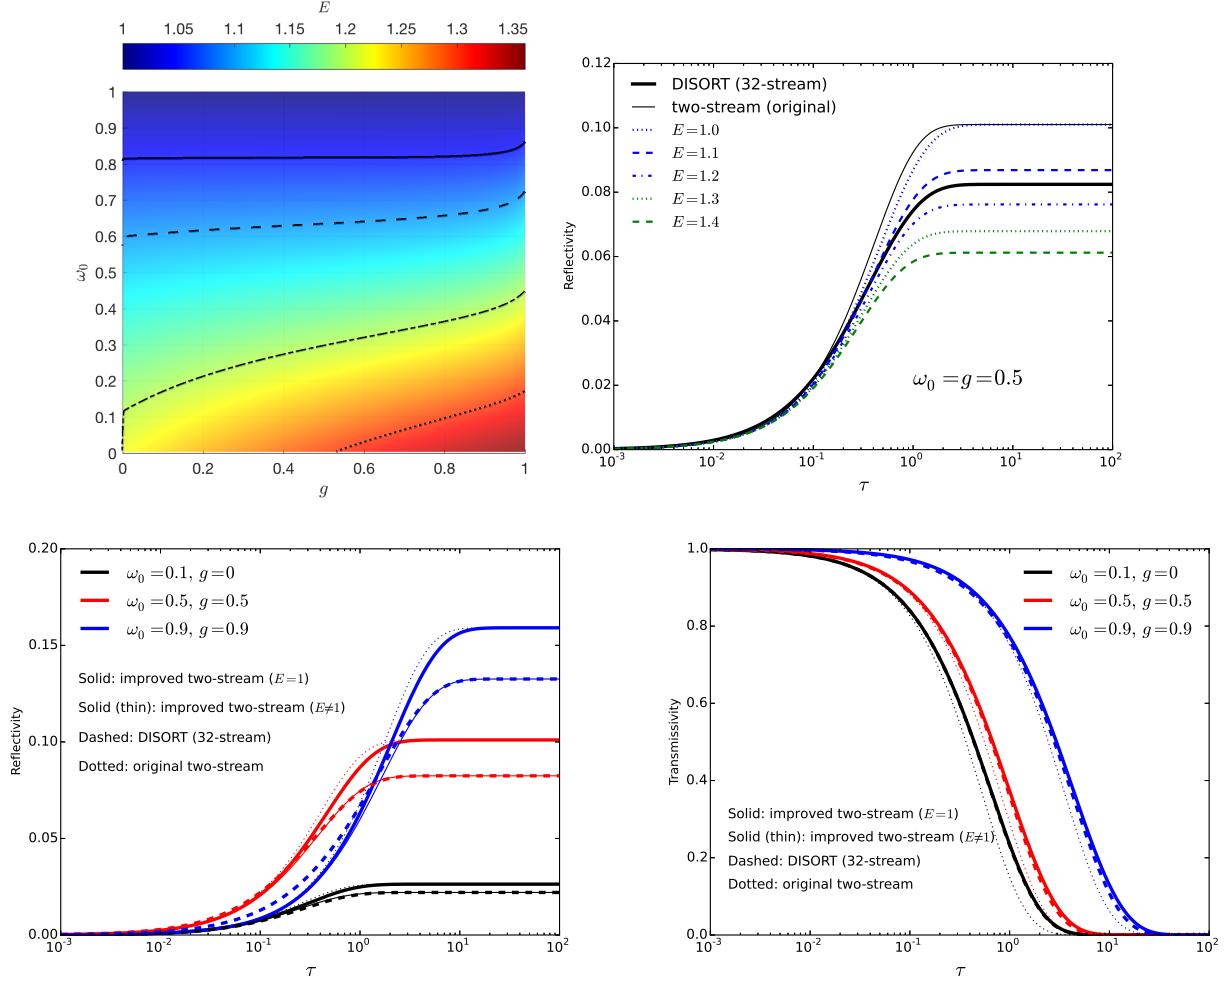 E
1 1.05 1.1 1.15 1.2 1.25 1.3 1.35
1
0.9
0.8
0.7
0.6
0.5
0.4
0.3
0.2
0.1
0
ω₀
0 0.2 0.4 0.6 0.8 1
g
0.12
0.10
0.08
0.06
0.04
0.02
0.00
Reflectivity
DISORT (32-stream)
two-stream (original)
E=1.0
E=1.1
E=1.2
E=1.3
E=1.4
ω₀=g=0.5
10⁻³ 10⁻² 10⁻¹ 10⁰ 10¹ 10²
τ
0.20
0.15
0.10
0.05
0.00
Reflectivity
ω₀=0.1, g=0
ω₀=0.5, g=0.5
ω₀=0.9, g=0.9
Solid: improved two-stream (E=1)
Solid (thin): improved two-stream (E≠1)
Dashed: DISORT (32-stream)
Dotted: original two-stream
10⁻³ 10⁻² 10⁻¹ 10⁰ 10¹ 10²
τ
1.0
0.8
0.6
0.4
0.2
0.0
Transmissivity
ω₀=0.1, g=0
ω₀=0.5, g=0.5
ω₀=0.9, g=0.9
Solid: improved two-stream (E=1)
Solid (thin): improved two-stream (E≠1)
Dashed: DISORT (32-stream)
Dotted: original two-stream
10⁻³ 10⁻² 10⁻¹ 10⁰ 10¹ 10²
τ